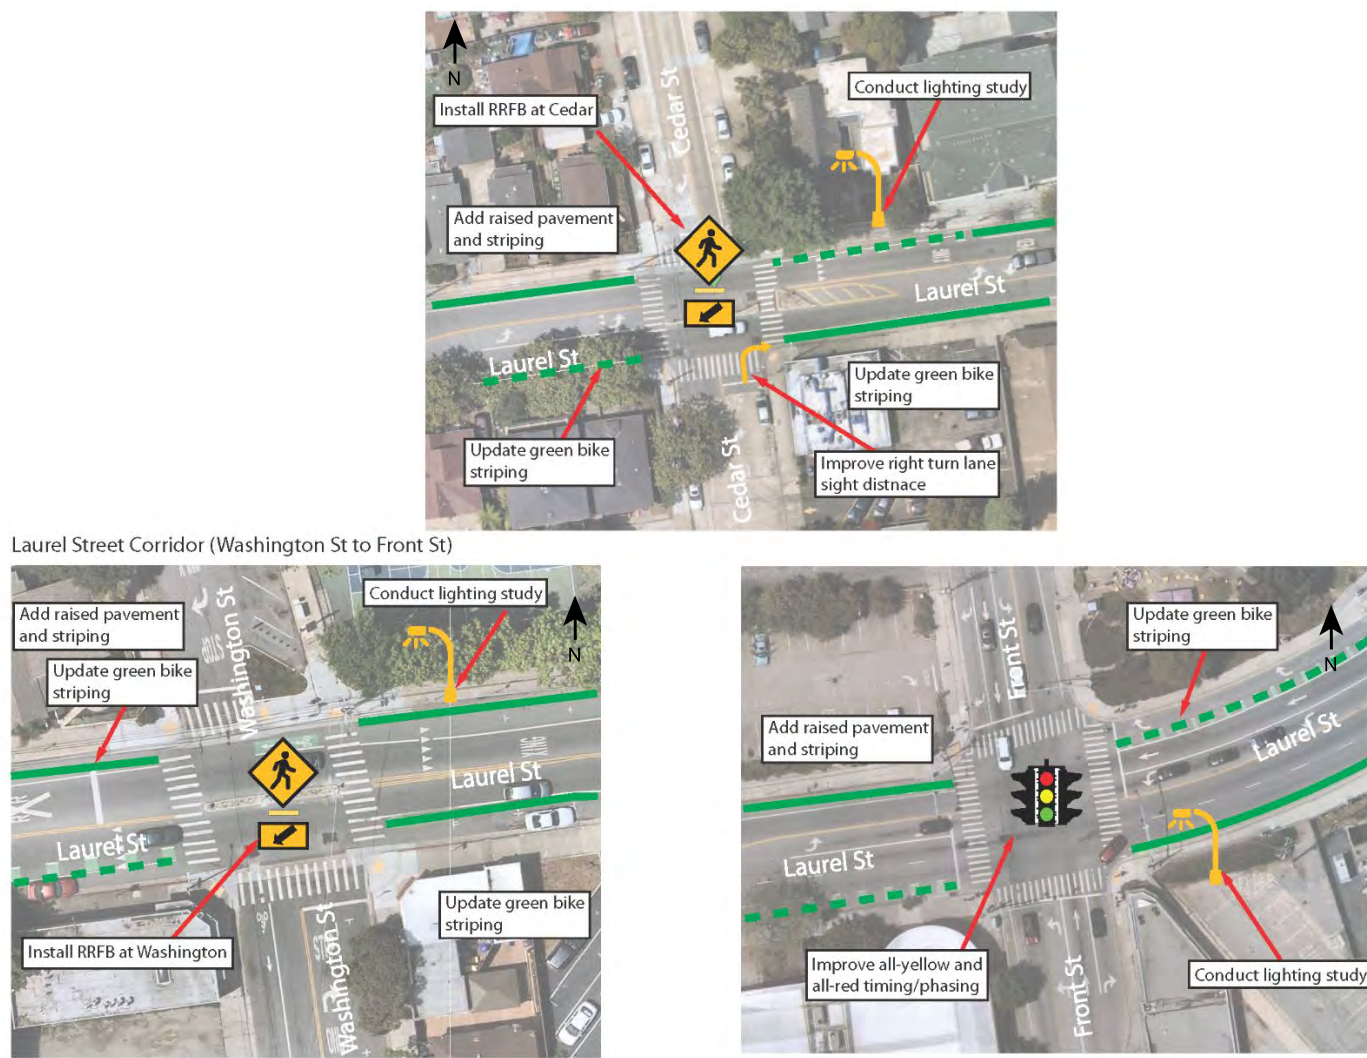 N
Install RRFB at Cedar
Cedar St
Conduct lighting study
Add raised pavement
and striping
Laurel St
KING
Laurel St
Update green bike
striping
Update green bike
striping
Cedar St
Improve right turn lane
sight distnace
Laurel Street Corridor (Washington St to Front St)
Add raised pavement
and striping
STOP
Washington St
Conduct lighting study
N
Update green bike
striping
KING
Laurel St
Laurel St
Update green bike
striping
Install RRFB at Washington
Washington St
Front St
Update green bike
striping
N
Add raised pavement
and striping
Laurel St
Laurel St
Improve all-yellow and
all-red timing/phasing
Front St
Conduct lighting study